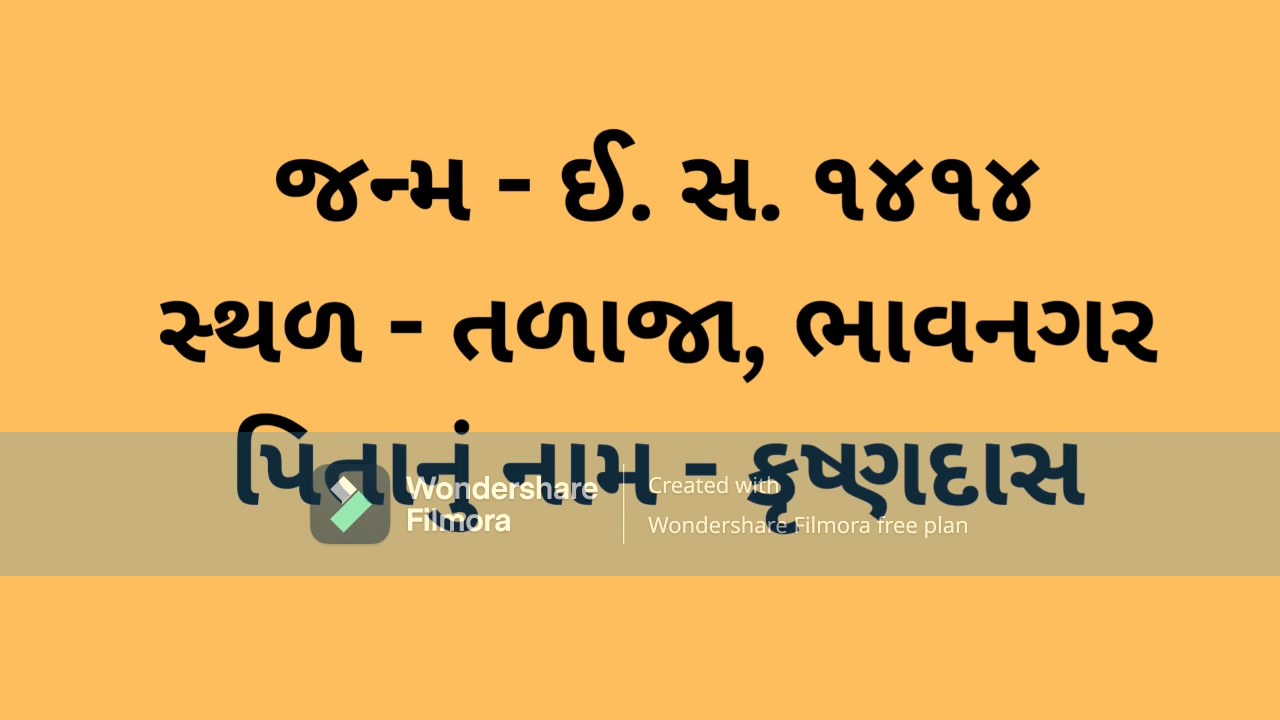 જન્મ - ઈ. સ. ૧૪૧૪
સ્થળ - તળાજા, ભાવનગર
પિતાનું નામ - કૃષ્ણદાસ
Wondershare
Filmora
Created with
Wondershare Filmora free plan